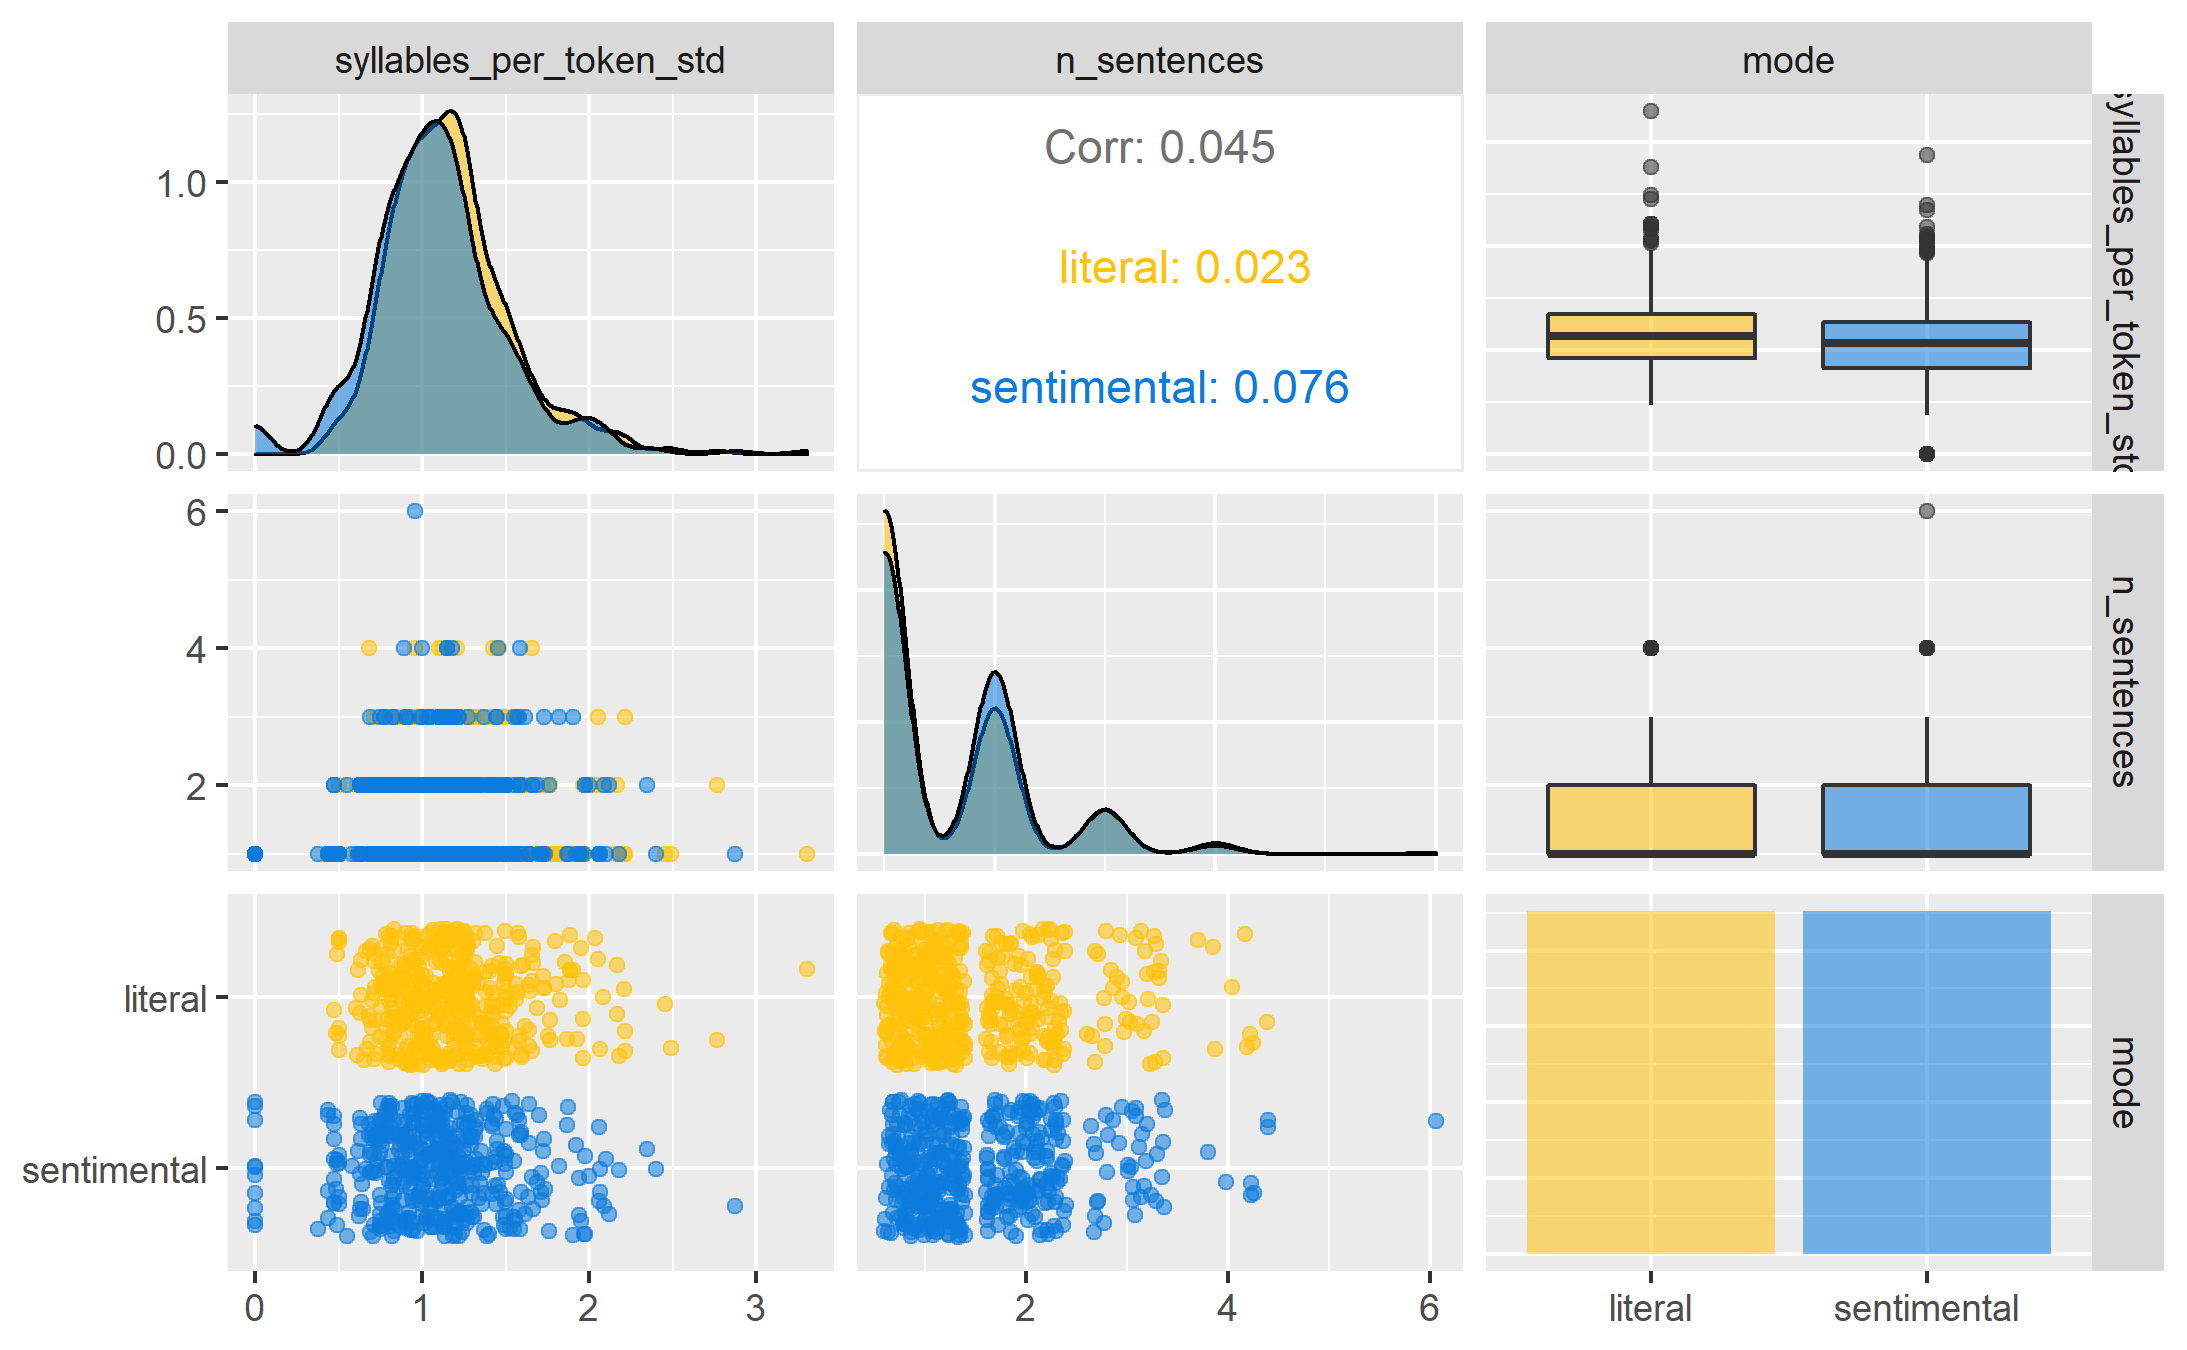 syllables_per_token_std
n_sentences
mode
1.0
0.5
0.0
Corr: 0.045
literal: 0.023
sentimental: 0.076
syllables_per_token_std
6
4
2
n_sentences
literal
sentimental
mode
0
1
2
3
2
4
6
literal
sentimental